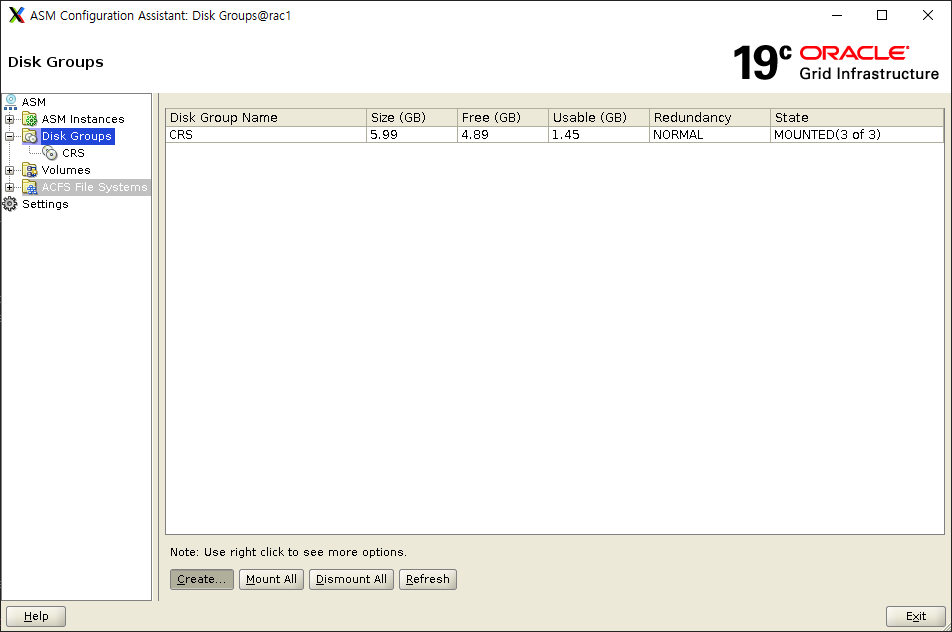 ASM Configuration Assistant: Disk Groups@rac1
Disk Groups
19c ORACLE
Grid Infrastructure
ASM
ASM Instances
Disk Groups
CRS
Volumes
ACFS File Systems
Settings
Disk Group Name Size (GB) Free (GB) Usable (GB) Redundancy State
CRS 5.99 4.89 1.45 NORMAL MOUNTED(3 of 3)
Note: Use right click to see more options.
Create... Mount All Dismount All Refresh
Help Exit